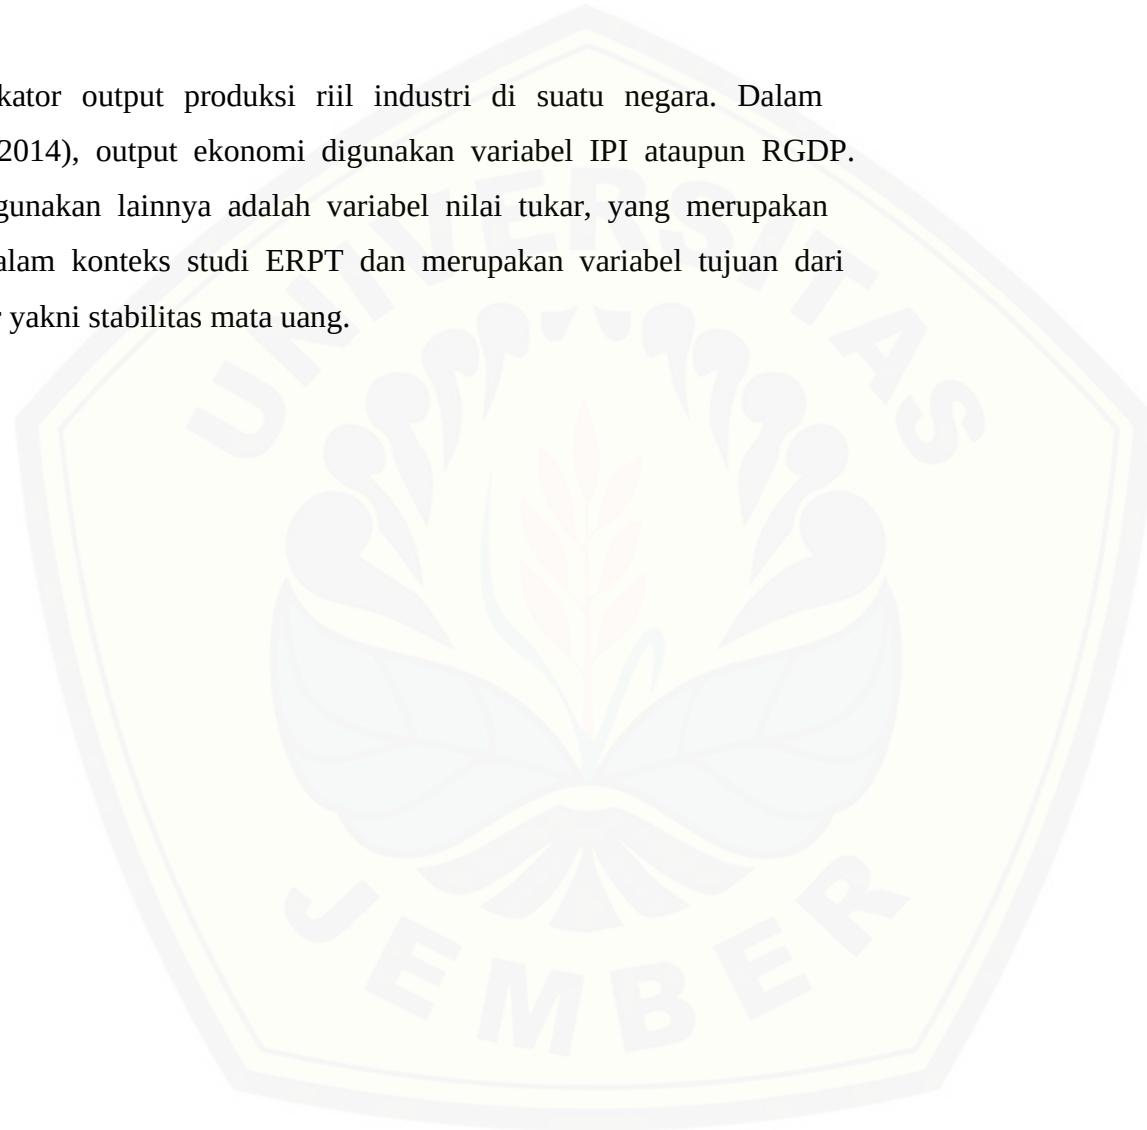 kator output produksi riil industri di suatu negara. Dalam
2014), output ekonomi digunakan variabel IPI ataupun RGDP.
gunakan lainnya adalah variabel nilai tukar, yang merupakan
alam konteks studi ERPT dan merupakan variabel tujuan dari
yakni stabilitas mata uang.
UNIVERSITAS
JEMBER